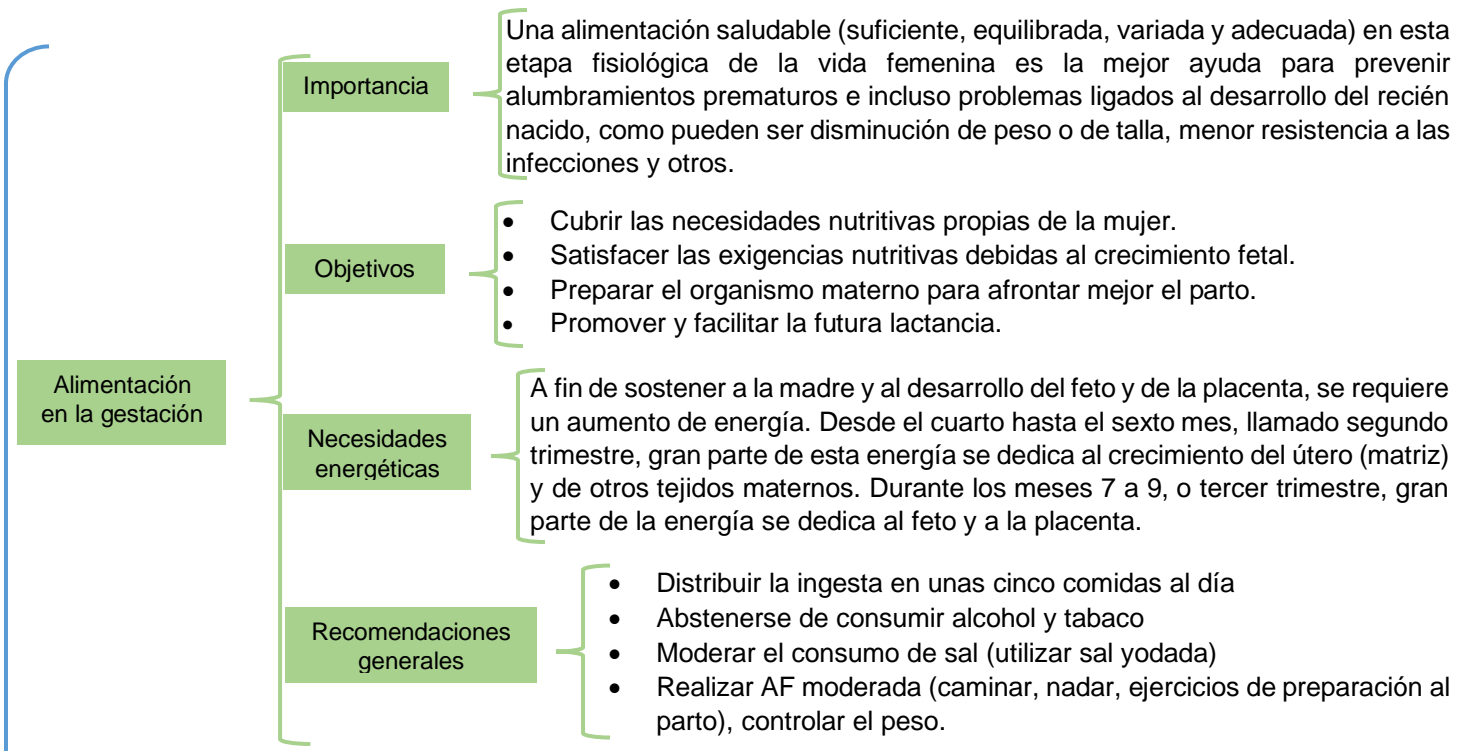 Alimentación
en la gestación
Importancia
Una alimentación saludable (suficiente, equilibrada, variada y adecuada) en esta
etapa fisiológica de la vida femenina es la mejor ayuda para prevenir
alumbramientos prematuros e incluso problemas ligados al desarrollo del recién
nacido, como pueden ser disminución de peso o de talla, menor resistencia a las
infecciones y otros.
Objetivos
• Cubrir las necesidades nutritivas propias de la mujer.
• Satisfacer las exigencias nutritivas debidas al crecimiento fetal.
• Preparar el organismo materno para afrontar mejor el parto.
• Promover y facilitar la futura lactancia.
Necesidades
energéticas
A fin de sostener a la madre y al desarrollo del feto y de la placenta, se requiere
un aumento de energía. Desde el cuarto hasta el sexto mes, llamado segundo
trimestre, gran parte de esta energía se dedica al crecimiento del útero (matriz)
y de otros tejidos maternos. Durante los meses 7 a 9, o tercer trimestre, gran
parte de la energía se dedica al feto y a la placenta.
Recomendaciones
generales
• Distribuir la ingesta en unas cinco comidas al día
• Abstenerse de consumir alcohol y tabaco
• Moderar el consumo de sal (utilizar sal yodada)
• Realizar AF moderada (caminar, nadar, ejercicios de preparación al
parto), controlar el peso.